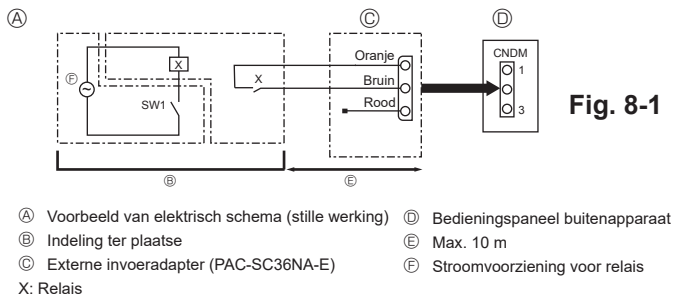 Ⓐ
Ⓒ
Ⓓ
Oranje
CNDM
X
X
Bruin
1
Ⓕ
SW1
Rood
3
Fig. 8-1
Ⓑ
Ⓔ
Ⓐ Voorbeeld van elektrisch schema (stille werking)
Ⓑ Indeling ter plaatse
Ⓒ Externe invoeradapter (PAC-SC36NA-E)
X: Relais
Ⓓ Bedieningspaneel buitenapparaat
Ⓔ Max. 10 m
Ⓕ Stroomvoorziening voor relais